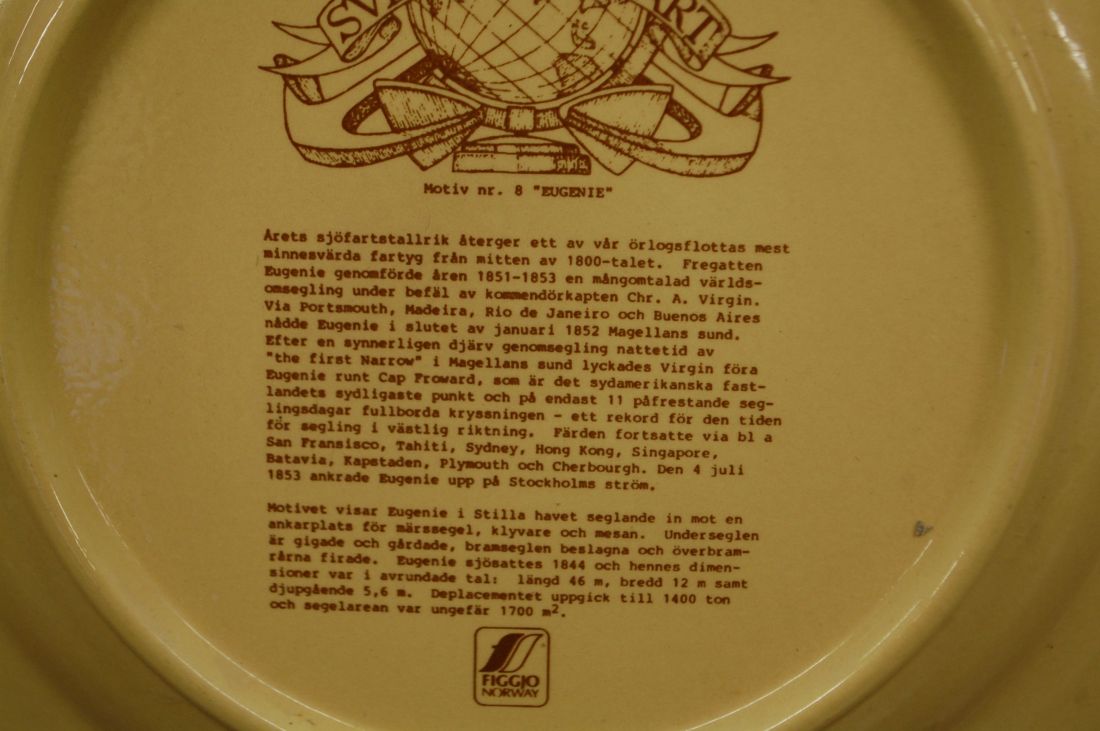 SV
ART
Motiv nr. 8 "EUGENIE"
Årets sjöfartstallrik återger ett av vår örlogsflottas mest
minnesvärda fartyg från mitten av 1800-talet. Fregatten
Eugenie genomförde åren 1851-1853 en mångomtalad världs-
omsegling under befäl av kommendörkapten Chr. A. Virgin.
Via Portsmouth, Madeira, Rio de Janeiro och Buenos Aires
nådde Eugenie i slutet av januari 1852 Magellans sund.
Efter en synnerligen djärv genomsegling nattetid av
"the first Narrow" i Magellans sund lyckades Virgin föra
Eugenie runt Cap Froward, som är det sydamerikanska fast-
landets sydligaste punkt och på endast 11 påfrestande seg-
lingsdagar fullborda kryssningen - ett rekord för den tiden
för segling i västlig riktning. Färden fortsatte via bl a
San Fransisco, Tahiti, Sydney, Hong Kong, Singapore,
Batavia, Kapstaden, Plymouth och Cherbourgh. Den 4 juli
1853 ankrade Eugenie upp på Stockholms ström.
Motivet visar Eugenie i Stilla havet seglande in mot en
ankarplats för märssegel, klyvare och mesan. Underseglen
är gigade och gårdade, bramseglen beslagna och överbram-
rårna firade. Eugenie sjösattes 1844 och hennes dimen-
sioner var i avrundade tal: längd 46 m, bredd 12 m samt
djupgående 5,6 m. Deplacementet uppgick till 1400 ton
och segelarean var ungefär 1700 m².
FIGGJO
NORWAY